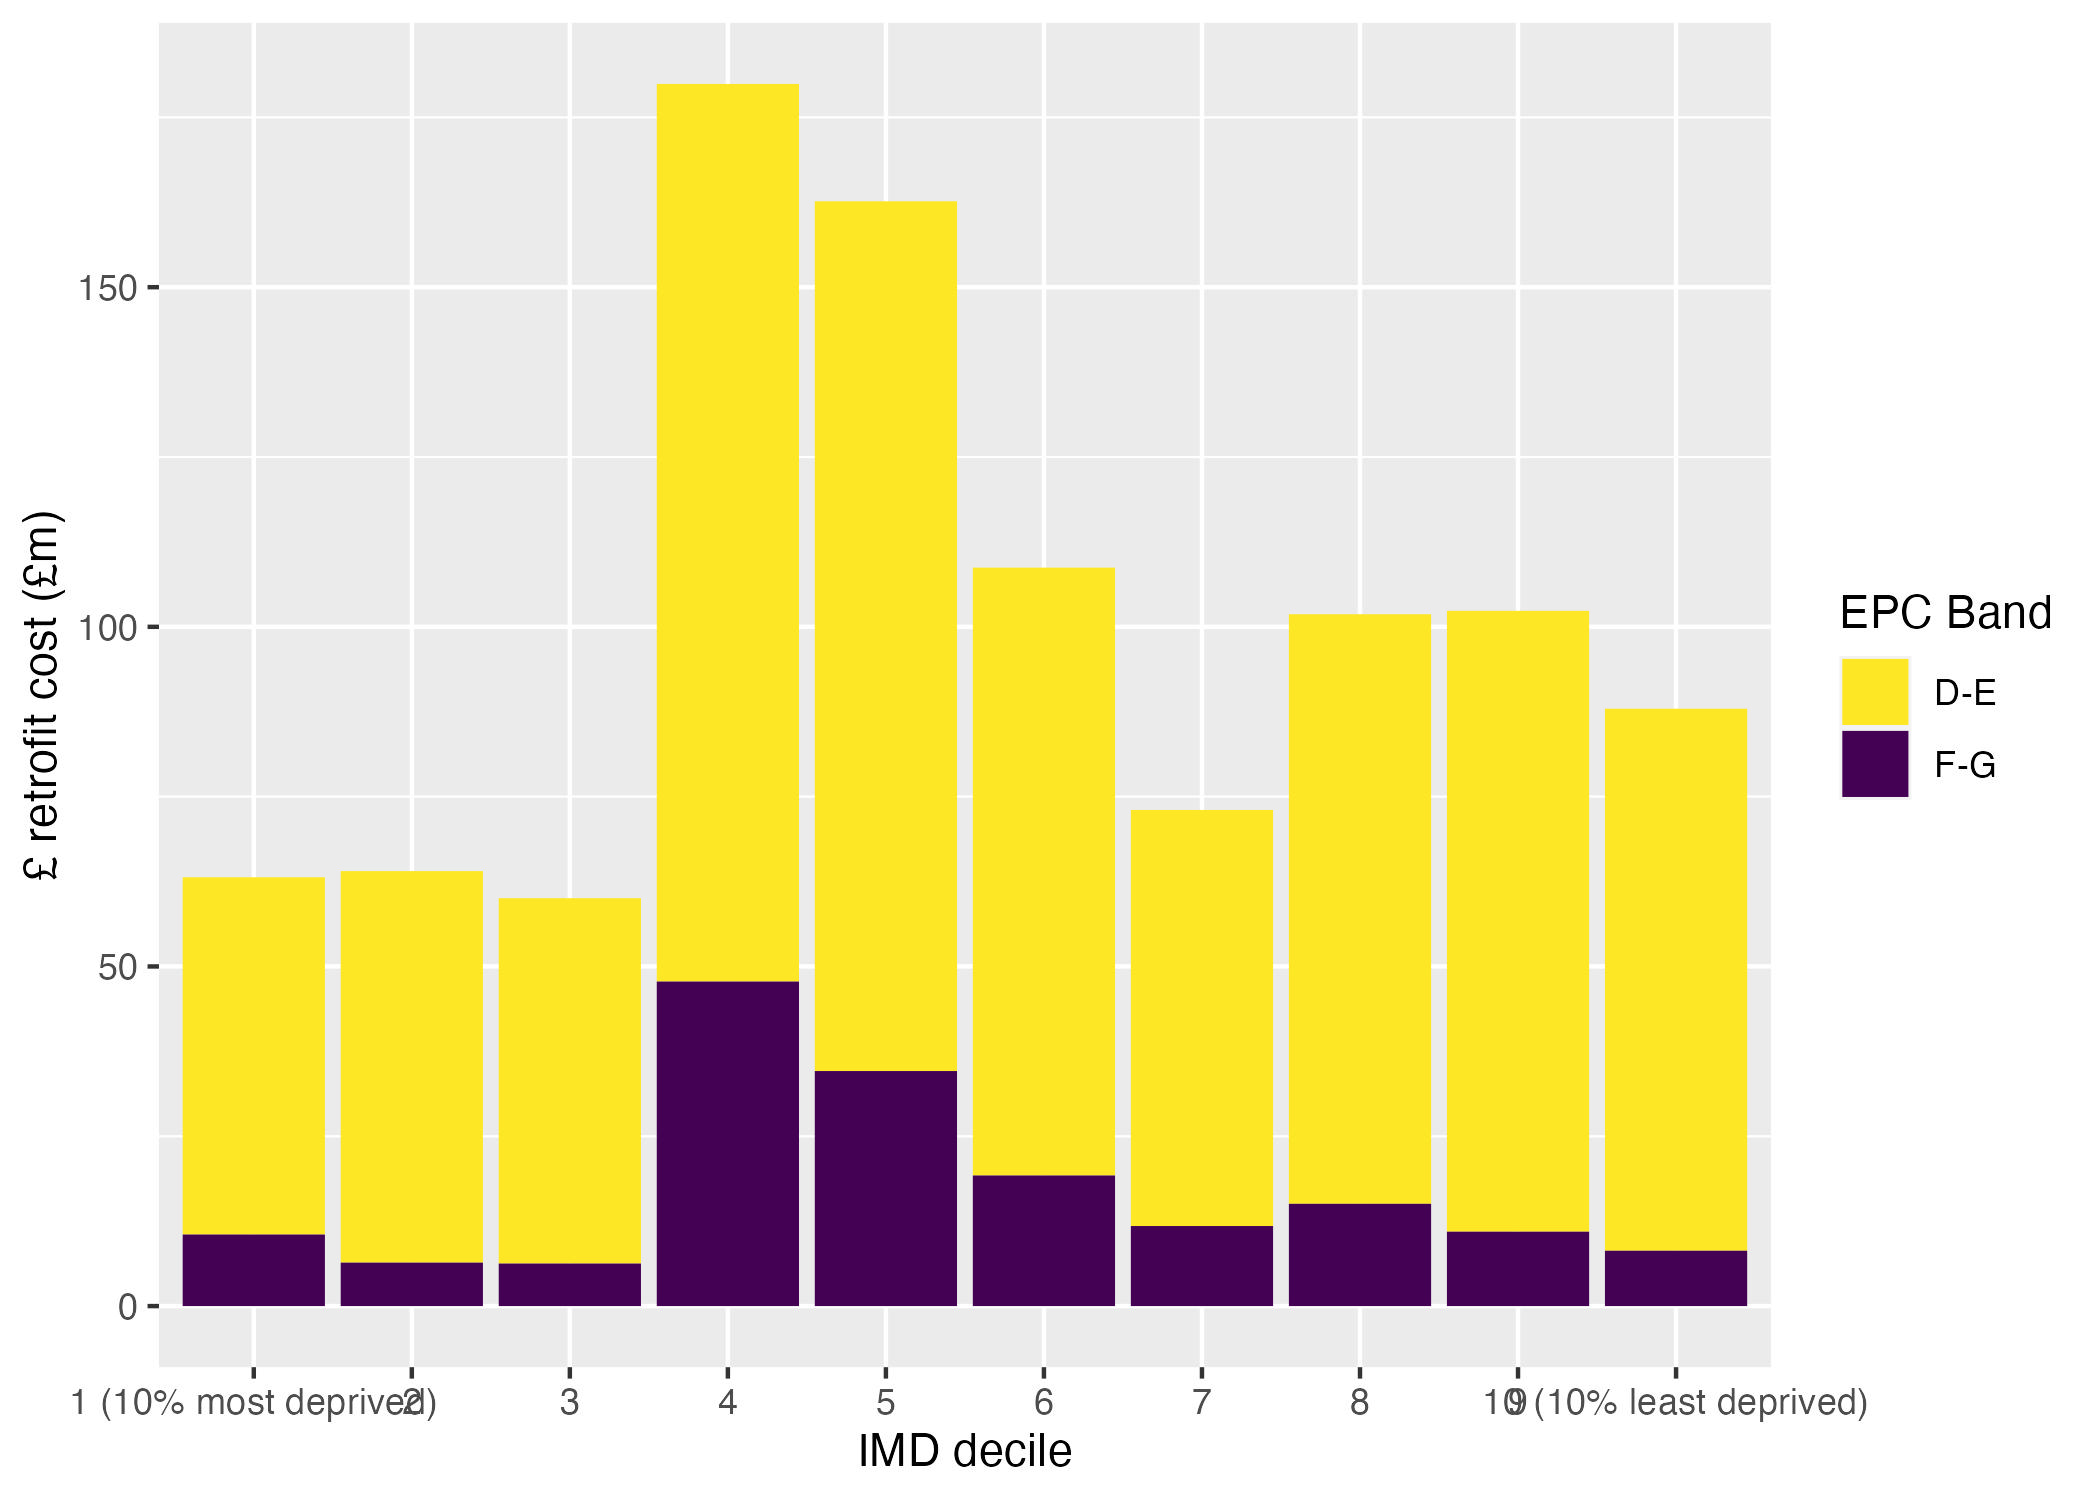 £ retrofit cost (£m)
150
100
50
0
1 (10% most deprived)
2
3
4
5
6
7
8
9
10 (10% least deprived)
IMD decile
EPC Band
D-E
F-G